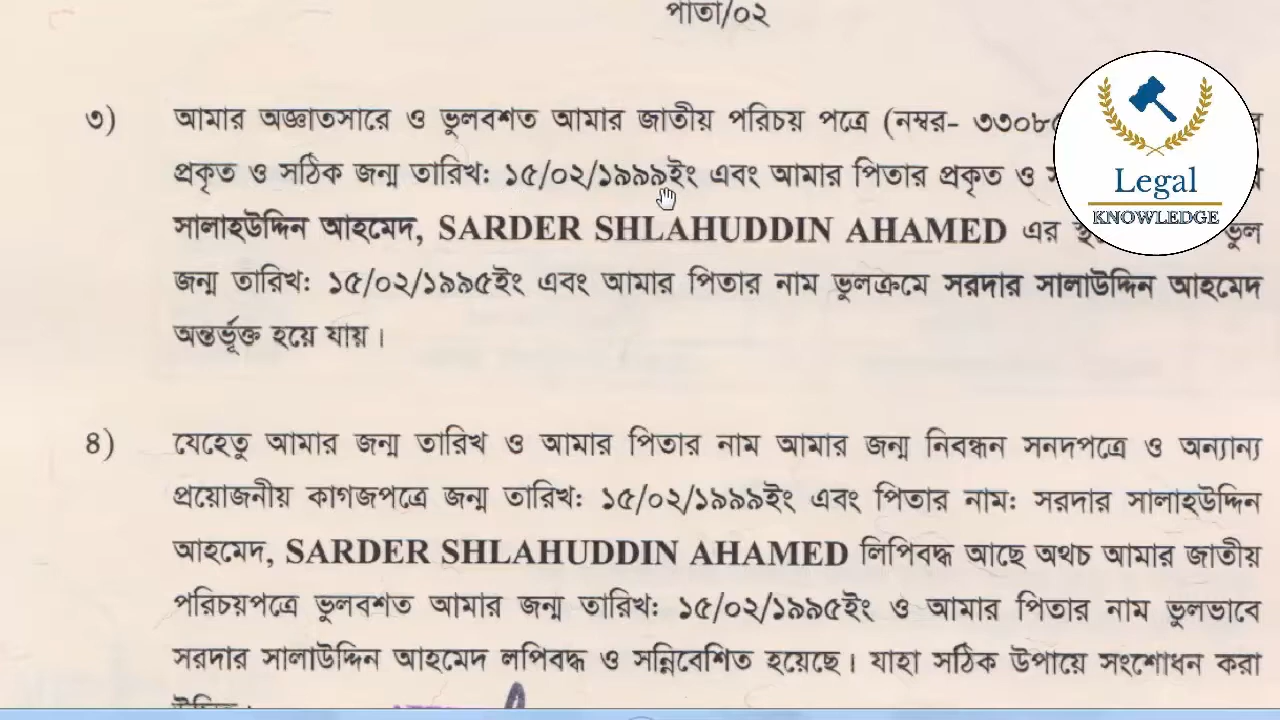 পাতা/০২
৩) আমার অজ্ঞাতসারে ও ভুলবশত আমার জাতীয় পরিচয় পত্রে (নম্বর- ৩৩০৮
প্রকৃত ও সঠিক জন্ম তারিখঃ ১৫/০২/১৯৯৯ইং এবং আমার পিতার প্রকৃত ও
সালাহউদ্দিন আহমেদ, SARDER SHLAHUDDIN AHAMED এর ভুল
জন্ম তারিখঃ ১৫/০২/১৯৯৫ইং এবং আমার পিতার নাম ভুলক্রমে সরদার সালাউদ্দিন আহমেদ
অন্তর্ভূক্ত হয়ে যায়।
৪) যেহেতু আমার জন্ম তারিখ ও আমার পিতার নাম আমার জন্ম নিবন্ধন সনদপত্রে ও অন্যান্য
প্রয়োজনীয় কাগজপত্রে জন্ম তারিখঃ ১৫/০২/১৯৯৯ইং এবং পিতার নামঃ সরদার সালাহউদ্দিন
আহমেদ, SARDER SHLAHUDDIN AHAMED লিপিবদ্ধ আছে অথচ আমার জাতীয়
পরিচয়পত্রে ভুলবশত আমার জন্ম তারিখঃ ১৫/০২/১৯৯৫ইং ও আমার পিতার নাম ভুলভাবে
সরদার সালাউদ্দিন আহমেদ লপিবদ্ধ ও সন্নিবেশিত হয়েছে। যাহা সঠিক উপায়ে সংশোধন করা
Legal
KNOWLEDGE